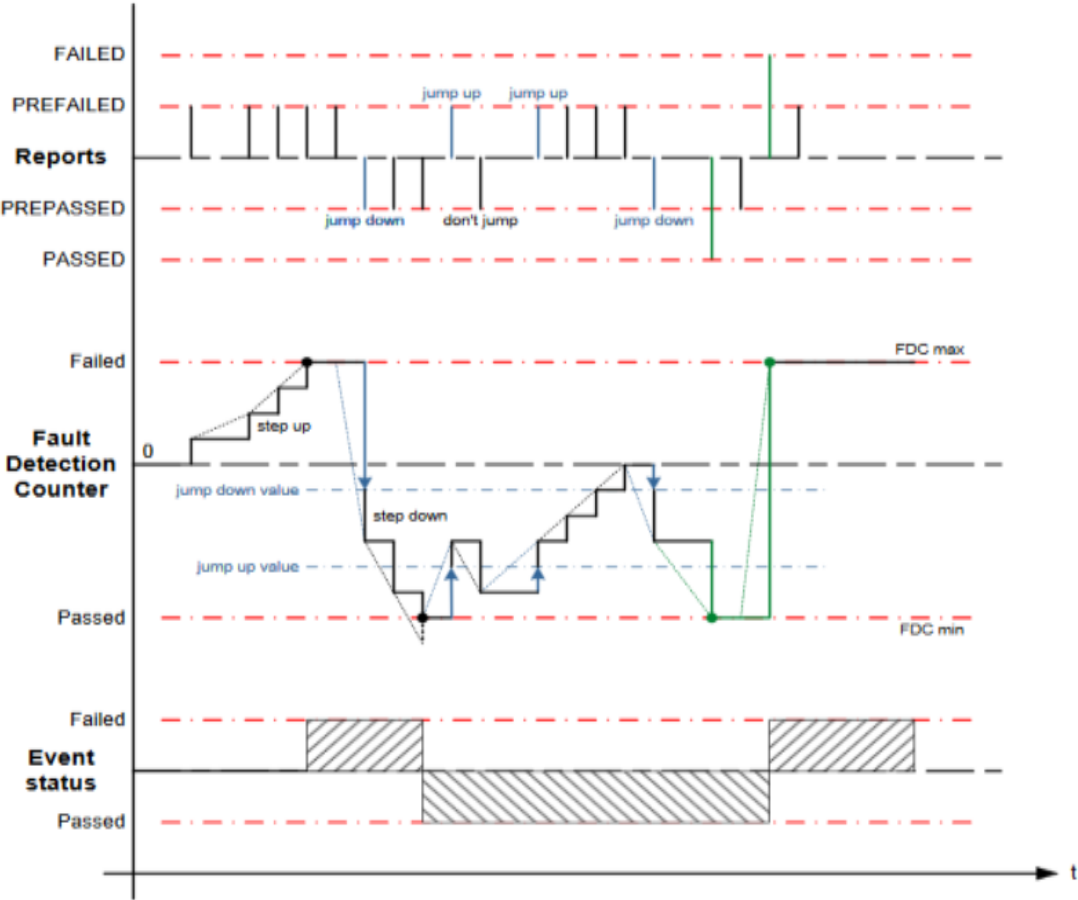 FAILED
PREFAILED
jump up
jump up
Reports
PREPASSED
jump down
don't jump
jump down
PASSED
Failed
FDC max
step up
Fault
Detection
Counter
0
jump down value
step down
jump up value
Passed
FDC min
Failed
Event
status
Passed
t